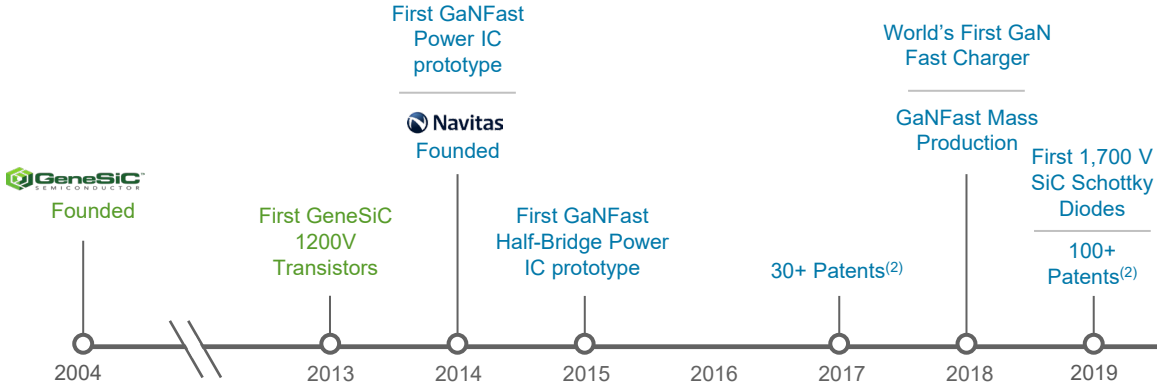 GeneSiC™
SEMICONDUCTOR
Founded
First GeneSiC
1200V
Transistors
First GaNFast
Power IC
prototype
Navitas
Founded
First GaNFast
Half-Bridge Power
IC prototype
30+ Patents(2)
World’s First GaN
Fast Charger
GaNFast Mass
Production
First 1,700 V
SiC Schottky
Diodes
100+
Patents(2)
2004
2013
2014
2015
2016
2017
2018
2019